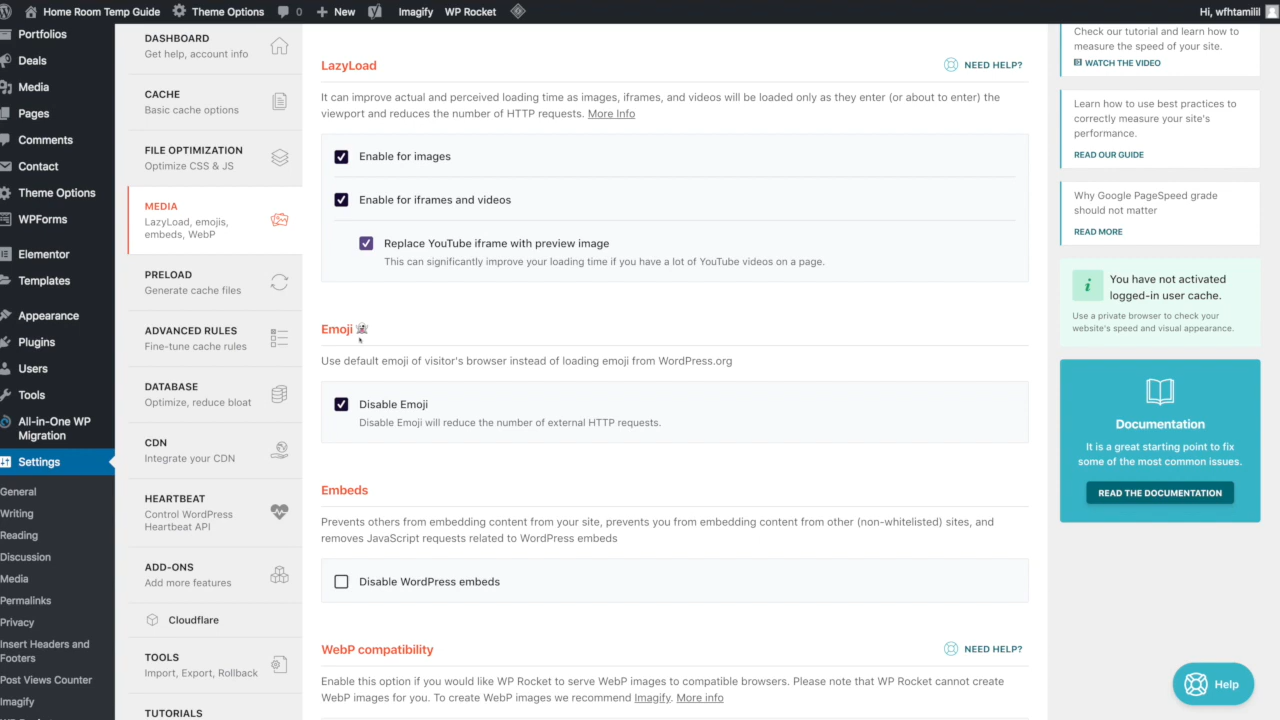 Home Room Temp Guide
Theme Options
0
New
Imagify
WP Rocket
Hi, wfhtamilil
Portfolios
Deals
Media
Pages
Comments
Contact
Theme Options
WPForms
Elementor
Templates
Appearance
Plugins
Users
Tools
All-in-One WP
Migration
Settings
General
Writing
Reading
Discussion
Media
Permalinks
Privacy
Insert Headers and
Footers
Post Views Counter
Imagify
DASHBOARD
Get help, account info
CACHE
Basic cache options
FILE OPTIMIZATION
Optimize CSS & JS
MEDIA
LazyLoad, emojis,
embeds, WebP
PRELOAD
Generate cache files
ADVANCED RULES
Fine-tune cache rules
DATABASE
Optimize, reduce bloat
CDN
Integrate your CDN
HEARTBEAT
Control WordPress
Heartbeat API
ADD-ONS
Add more features
Cloudflare
TOOLS
Import, Export, Rollback
TUTORIALS
LazyLoad
NEED HELP?
It can improve actual and perceived loading time as images, iframes, and videos will be loaded only as they enter (or about to enter) the
viewport and reduces the number of HTTP requests. More Info
Enable for images
Enable for iframes and videos
Replace YouTube iframe with preview image
This can significantly improve your loading time if you have a lot of YouTube videos on a page.
Emoji
Use default emoji of visitor's browser instead of loading emoji from WordPress.org
Disable Emoji
Disable Emoji will reduce the number of external HTTP requests.
Embeds
Prevents others from embedding content from your site, prevents you from embedding content from other (non-whitelisted) sites, and
removes JavaScript requests related to WordPress embeds
Disable WordPress embeds
WebP compatibility
NEED HELP?
Enable this option if you would like WP Rocket to serve WebP images to compatible browsers. Please note that WP Rocket cannot create
WebP images for you. To create WebP images we recommend Imagify. More info
Check our tutorial and learn how to
measure the speed of your site.
WATCH THE VIDEO
Learn how to use best practices to
correctly measure your site's
performance.
READ OUR GUIDE
Why Google PageSpeed grade
should not matter
READ MORE
i
You have not activated
logged-in user cache.
Use a private browser to check your
website's speed and visual appearance.
Documentation
It is a great starting point to fix
some of the most common issues.
READ THE DOCUMENTATION
Help